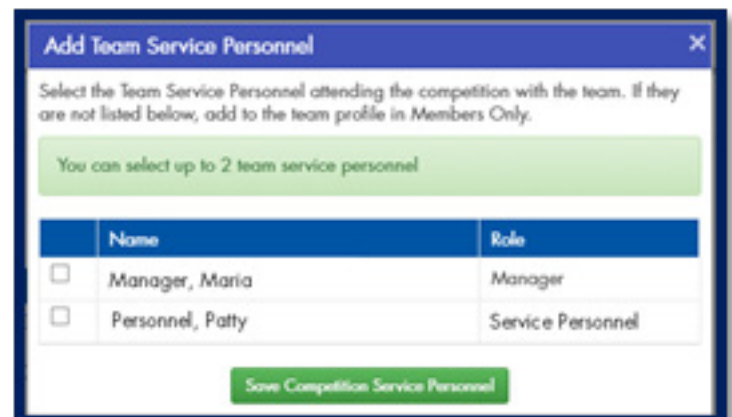 Add Team Service Personnel ×
Select the Team Service Personnel attending the competition with the team. If they
are not listed below, add to the team profile in Members Only.
You can select up to 2 team service personnel
Name Role
Manager, Maria Manager
Personnel, Patty Service Personnel
Save Competition Service Personnel